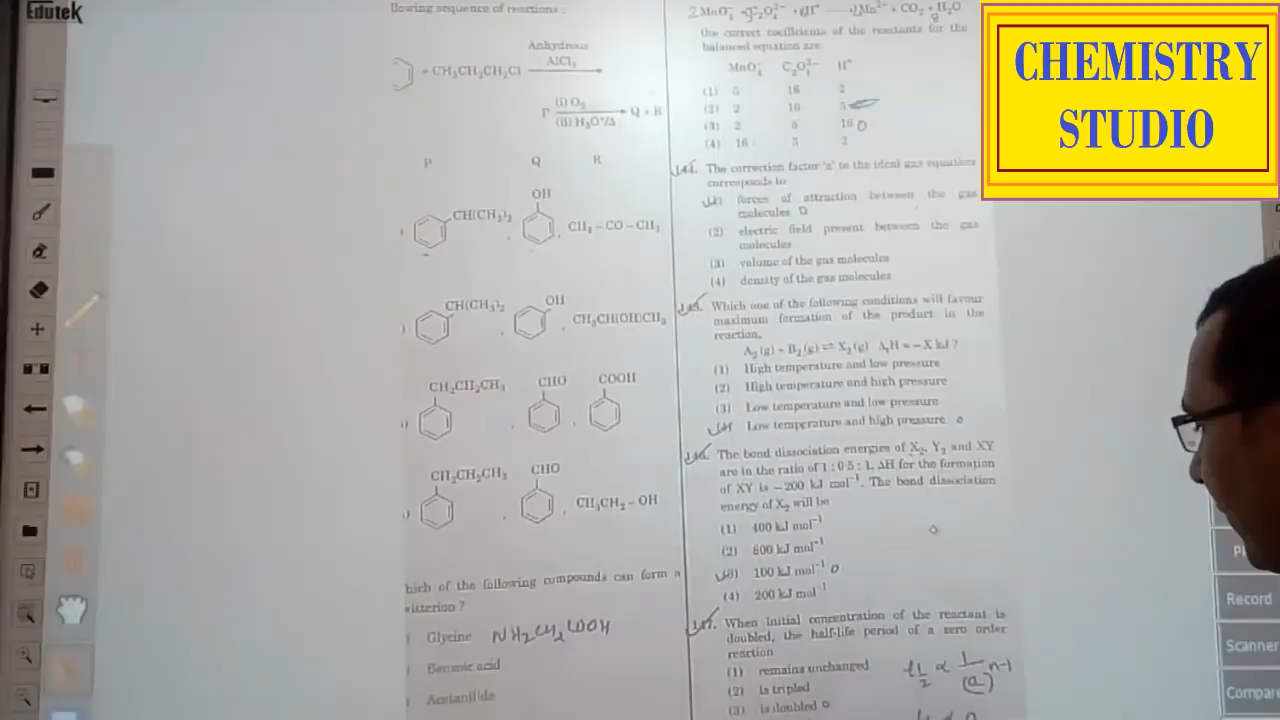 Edutek
llowing sequence of reactions :
+ CH₃CH₂CH₂Cl
Anhydrous
AlCl₃
P (i) O₂ Q + R
(ii) H₃O⁺/Δ
P Q R
CH(CH₃)₂ OH CH₃ – CO – CH₃
CH(CH₃)₂ OH CH₃CH(OH)CH₃
CH₂CH₂CH₃ CHO COOH
CH₂CH₂CH₃ CHO CH₃CH₂ – OH
hich of the following compounds can form a
witterion ?
Glycine NH₂CH₂COOH
Benzoic acid
Acetanilide
MnO₄⁻ + C₂O₄²⁻ + H⁺ → Mn²⁺ + CO₂ + H₂O
the correct coefficients of the reactants for the
balanced equation are
MnO₄⁻ C₂O₄²⁻ H⁺
(1) 5 16 2
(2) 2 16 5
(3) 2 5 16
(4) 16 5 2
144. The correction factor 'a' to the ideal gas equation
corresponds to
(1) forces of attraction between the gas
molecules
(2) electric field present between the gas
molecules
(3) volume of the gas molecules
(4) density of the gas molecules
145. Which one of the following conditions will favour
maximum formation of the product in the
reaction,
A₂(g) + B₂(g) ⇌ X₂(g) ΔᵣH = –X kJ ?
(1) High temperature and low pressure
(2) High temperature and high pressure
(3) Low temperature and low pressure
(4) Low temperature and high pressure
146. The bond dissociation energies of X₂, Y₂ and XY
are in the ratio of 1 : 0·5 : 1. ΔH for the formation
of XY is – 200 kJ mol⁻¹. The bond dissociation
energy of X₂ will be
(1) 400 kJ mol⁻¹
(2) 800 kJ mol⁻¹
(3) 100 kJ mol⁻¹
(4) 200 kJ mol⁻¹
147. When initial concentration of the reactant is
doubled, the half-life period of a zero order
reaction
(1) remains unchanged
(2) is tripled
(3) is doubled
t½ ∝ 1/(a)ⁿ⁻¹
CHEMISTRY
STUDIO
Record
Scanner
Compare